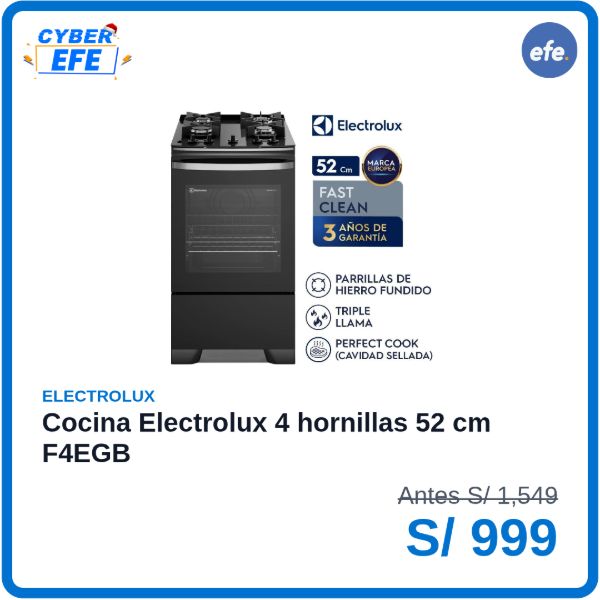 CYBER
EFE
efe.
Electrolux
52 Cm
MARCA
EUROPEA
FAST
CLEAN
3 AÑOS DE
GARANTÍA
PARRILLAS DE
HIERRO FUNDIDO
TRIPLE
LLAMA
PERFECT COOK
(CAVIDAD SELLADA)
Electrolux
ELECTROLUX
Cocina Electrolux 4 hornillas 52 cm
F4EGB
Antes S/ 1,549
S/ 999